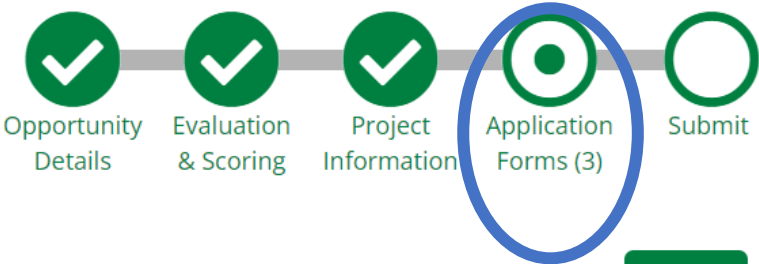 Opportunity Details
Evaluation & Scoring
Project Information
Application Forms (3)
Submit